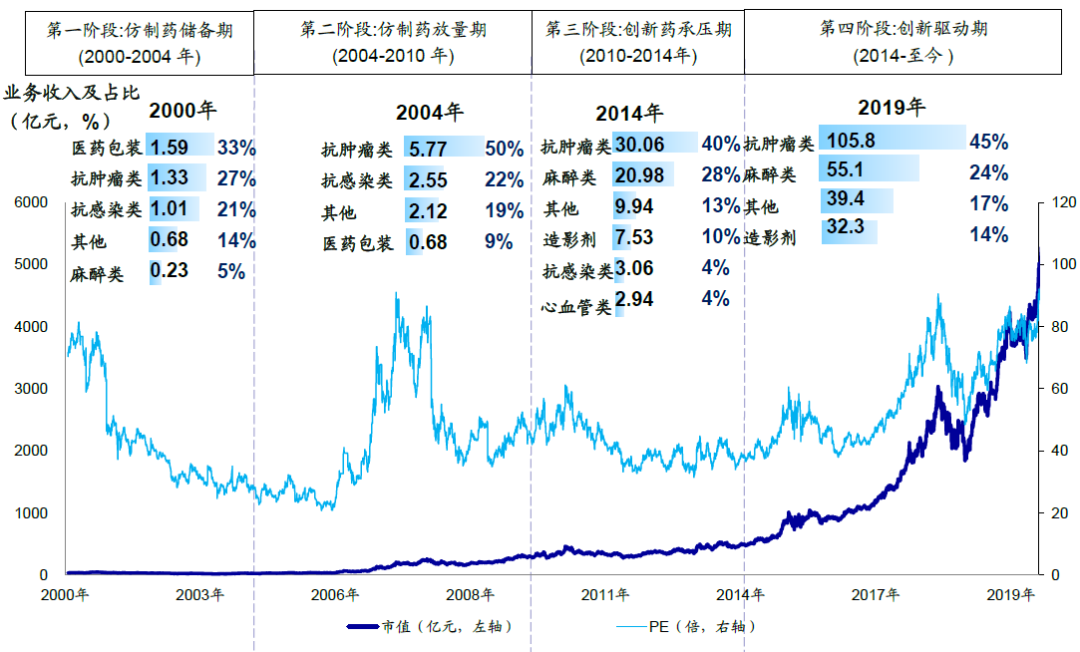 第一阶段:仿制药储备期
(2000-2004 年)
第二阶段:仿制药放量期
(2004-2010 年)
第三阶段:创新药承压期
(2010-2014年)
第四阶段:创新驱动期
(2014-至今 )
业务收入及占比
（亿元，%）
2000年
医药包装 1.59 33%
抗肿瘤类 1.33 27%
抗感染类 1.01 21%
其他 0.68 14%
麻醉类 0.23 5%
2004年
抗肿瘤类 5.77 50%
抗感染类 2.55 22%
其他 2.12 19%
医药包装 0.68 9%
2014年
抗肿瘤类 30.06 40%
麻醉类 20.98 28%
其他 9.94 13%
造影剂 7.53 10%
抗感染类 3.06 4%
心血管类 2.94 4%
2019年
抗肿瘤类 105.8 45%
麻醉类 55.1 24%
其他 39.4 17%
造影剂 32.3 14%
6000
5000
4000
3000
2000
1000
0
120
100
80
60
40
20
0
2000年 2003年 2006年 2008年 2011年 2014年 2017年 2019年
市值（亿元，左轴） PE（倍，右轴）